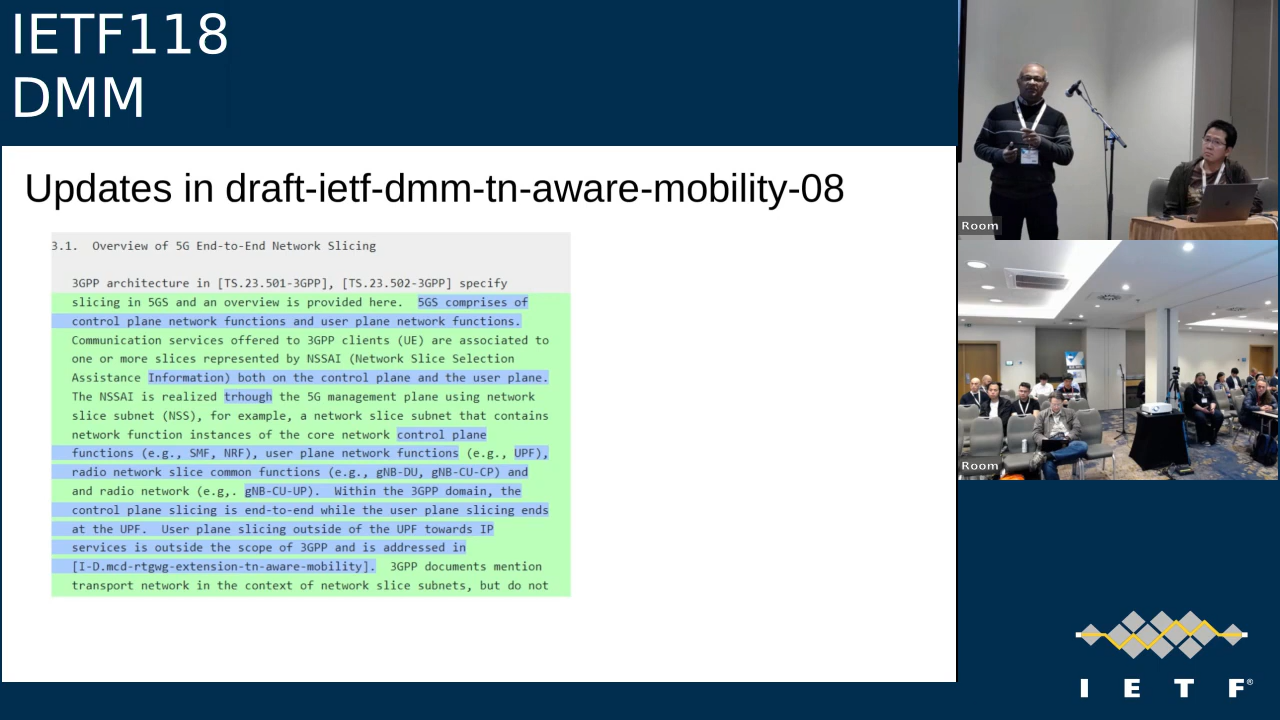 IETF118
DMM
Updates in draft-ietf-dmm-tn-aware-mobility-08
3.1. Overview of 5G End-to-End Network Slicing
3GPP architecture in [TS.23.501-3GPP], [TS.23.502-3GPP] specify
slicing in 5GS and an overview is provided here. 5GS comprises of
control plane network functions and user plane network functions.
Communication services offered to 3GPP clients (UE) are associated to
one or more slices represented by NSSAI (Network Slice Selection
Assistance Information) both on the control plane and the user plane.
The NSSAI is realized trhough the 5G management plane using network
slice subnet (NSS), for example, a network slice subnet that contains
network function instances of the core network control plane
functions (e.g., SMF, NRF), user plane network functions (e.g., UPF),
radio network slice common functions (e.g., gNB-DU, gNB-CU-CP) and
and radio network (e.g,. gNB-CU-UP). Within the 3GPP domain, the
control plane slicing is end-to-end while the user plane slicing ends
at the UPF. User plane slicing outside of the UPF towards IP
services is outside the scope of 3GPP and is addressed in
[I-D.mcd-rtgwg-extension-tn-aware-mobility]. 3GPP documents mention
transport network in the context of network slice subnets, but do not
Room
Room
I E T F®